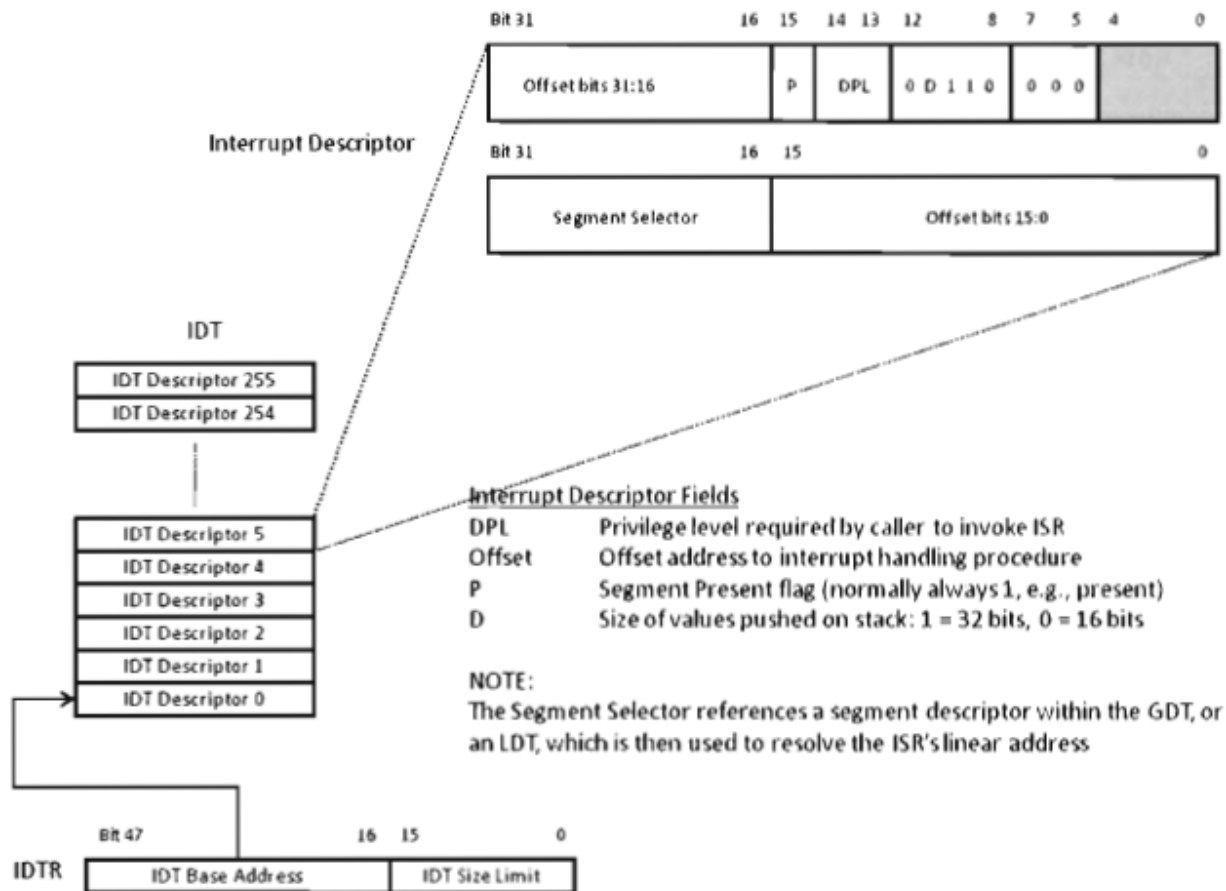 Bit 31 16 15 14 13 12 8 7 5 4 0
Offset bits 31:16 P DPL 0 D 1 1 0 0 0 0
Interrupt Descriptor
Bit 31 16 15 0
Segment Selector Offset bits 15:0
IDT
IDT Descriptor 255
IDT Descriptor 254
IDT Descriptor 5
IDT Descriptor 4
IDT Descriptor 3
IDT Descriptor 2
IDT Descriptor 1
IDT Descriptor 0
Interrupt Descriptor Fields
DPL Privilege level required by caller to invoke ISR
Offset Offset address to interrupt handling procedure
P Segment Present flag (normally always 1, e.g., present)
D Size of values pushed on stack: 1 = 32 bits, 0 = 16 bits
NOTE:
The Segment Selector references a segment descriptor within the GDT, or
an LDT, which is then used to resolve the ISR's linear address
Bit 47 16 15 0
IDTR IDT Base Address IDT Size Limit